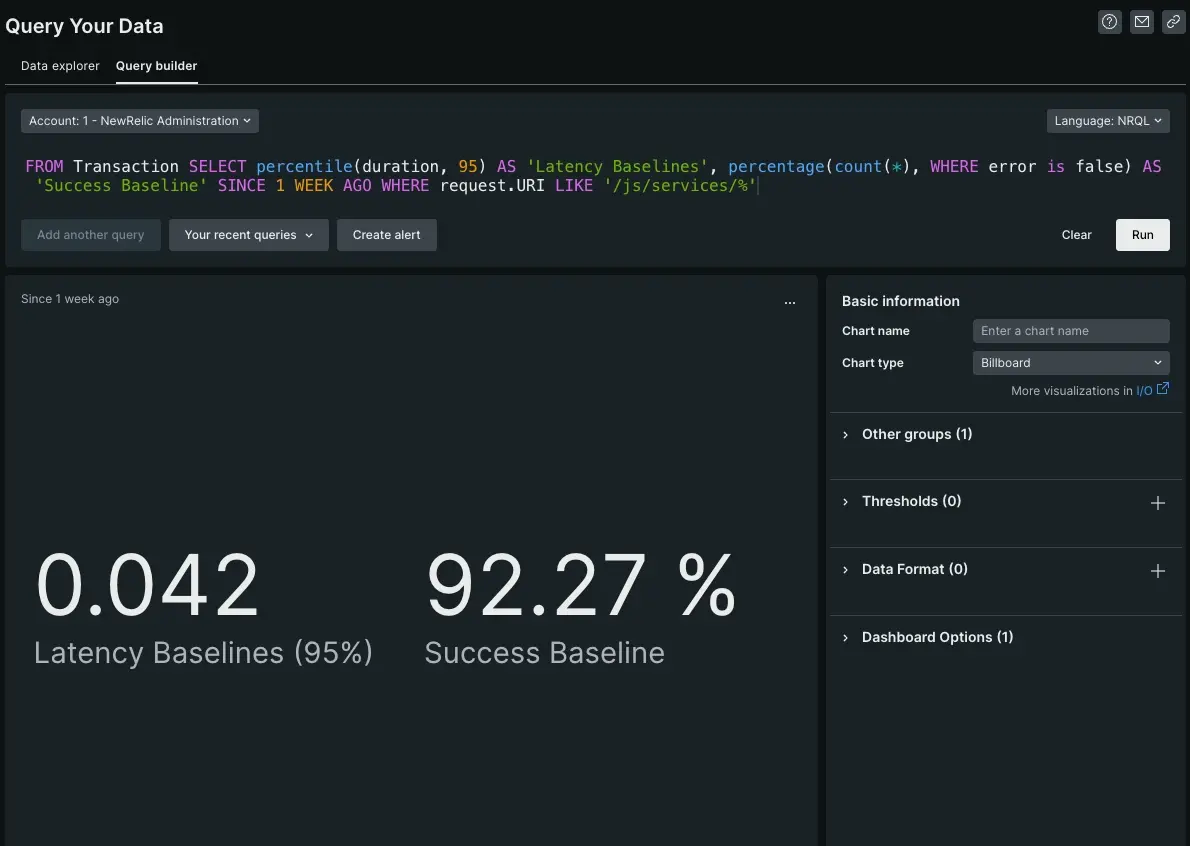 Query Your Data
Data explorer
Query builder
Account: 1 - NewRelic Administration
Language: NRQL
FROM Transaction SELECT percentile(duration, 95) AS 'Latency Baselines', percentage(count(*), WHERE error is false) AS
'Success Baseline' SINCE 1 WEEK AGO WHERE request.URI LIKE '/js/services/%'
Add another query
Your recent queries
Create alert
Clear
Run
Since 1 week ago
...
0.042
Latency Baselines (95%)
92.27 %
Success Baseline
Basic information
Chart name
Enter a chart name
Chart type
Billboard
More visualizations in I/O
Other groups (1)
Thresholds (0)
Data Format (0)
Dashboard Options (1)